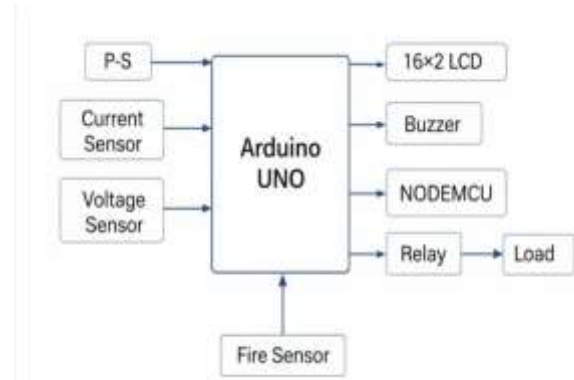 P-S
Current
Sensor
Voltage
Sensor
Arduino
UNO
16×2 LCD
Buzzer
NODEMCU
Relay
Load
Fire Sensor